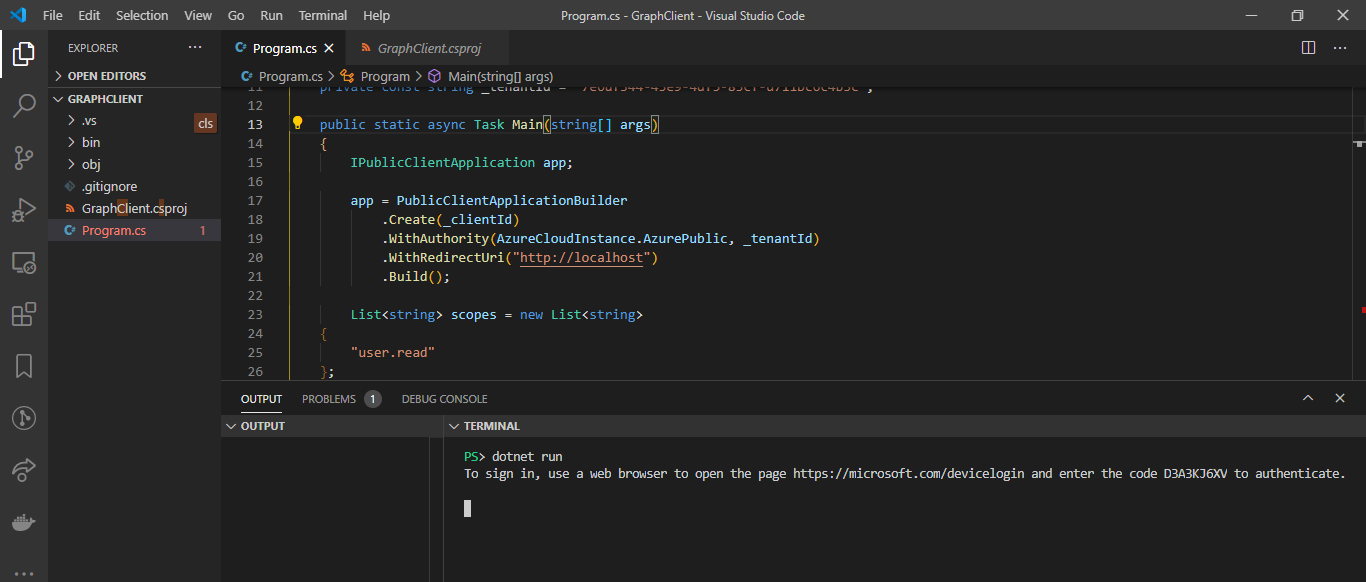 File Edit Selection View Go Run Terminal Help
Program.cs - GraphClient - Visual Studio Code
EXPLORER
OPEN EDITORS
GRAPHCLIENT
.vs
cls
bin
obj
.gitignore
GraphClient.csproj
Program.cs 1
Program.cs GraphClient.csproj
Program.cs > Program > Main(string[] args)
11 private const string _tenantId =
12
13 public static async Task Main(string[] args)
14 {
15 IPublicClientApplication app;
16
17 app = PublicClientApplicationBuilder
18 .Create(_clientId)
19 .WithAuthority(AzureCloudInstance.AzurePublic, _tenantId)
20 .WithRedirectUri("http://localhost")
21 .Build();
22
23 List<string> scopes = new List<string>
24 {
25 "user.read"
26 };
OUTPUT PROBLEMS 1 DEBUG CONSOLE
OUTPUT
TERMINAL
PS> dotnet run
To sign in, use a web browser to open the page https://microsoft.com/devicelogin and enter the code D3A3KJ6XV to authenticate.